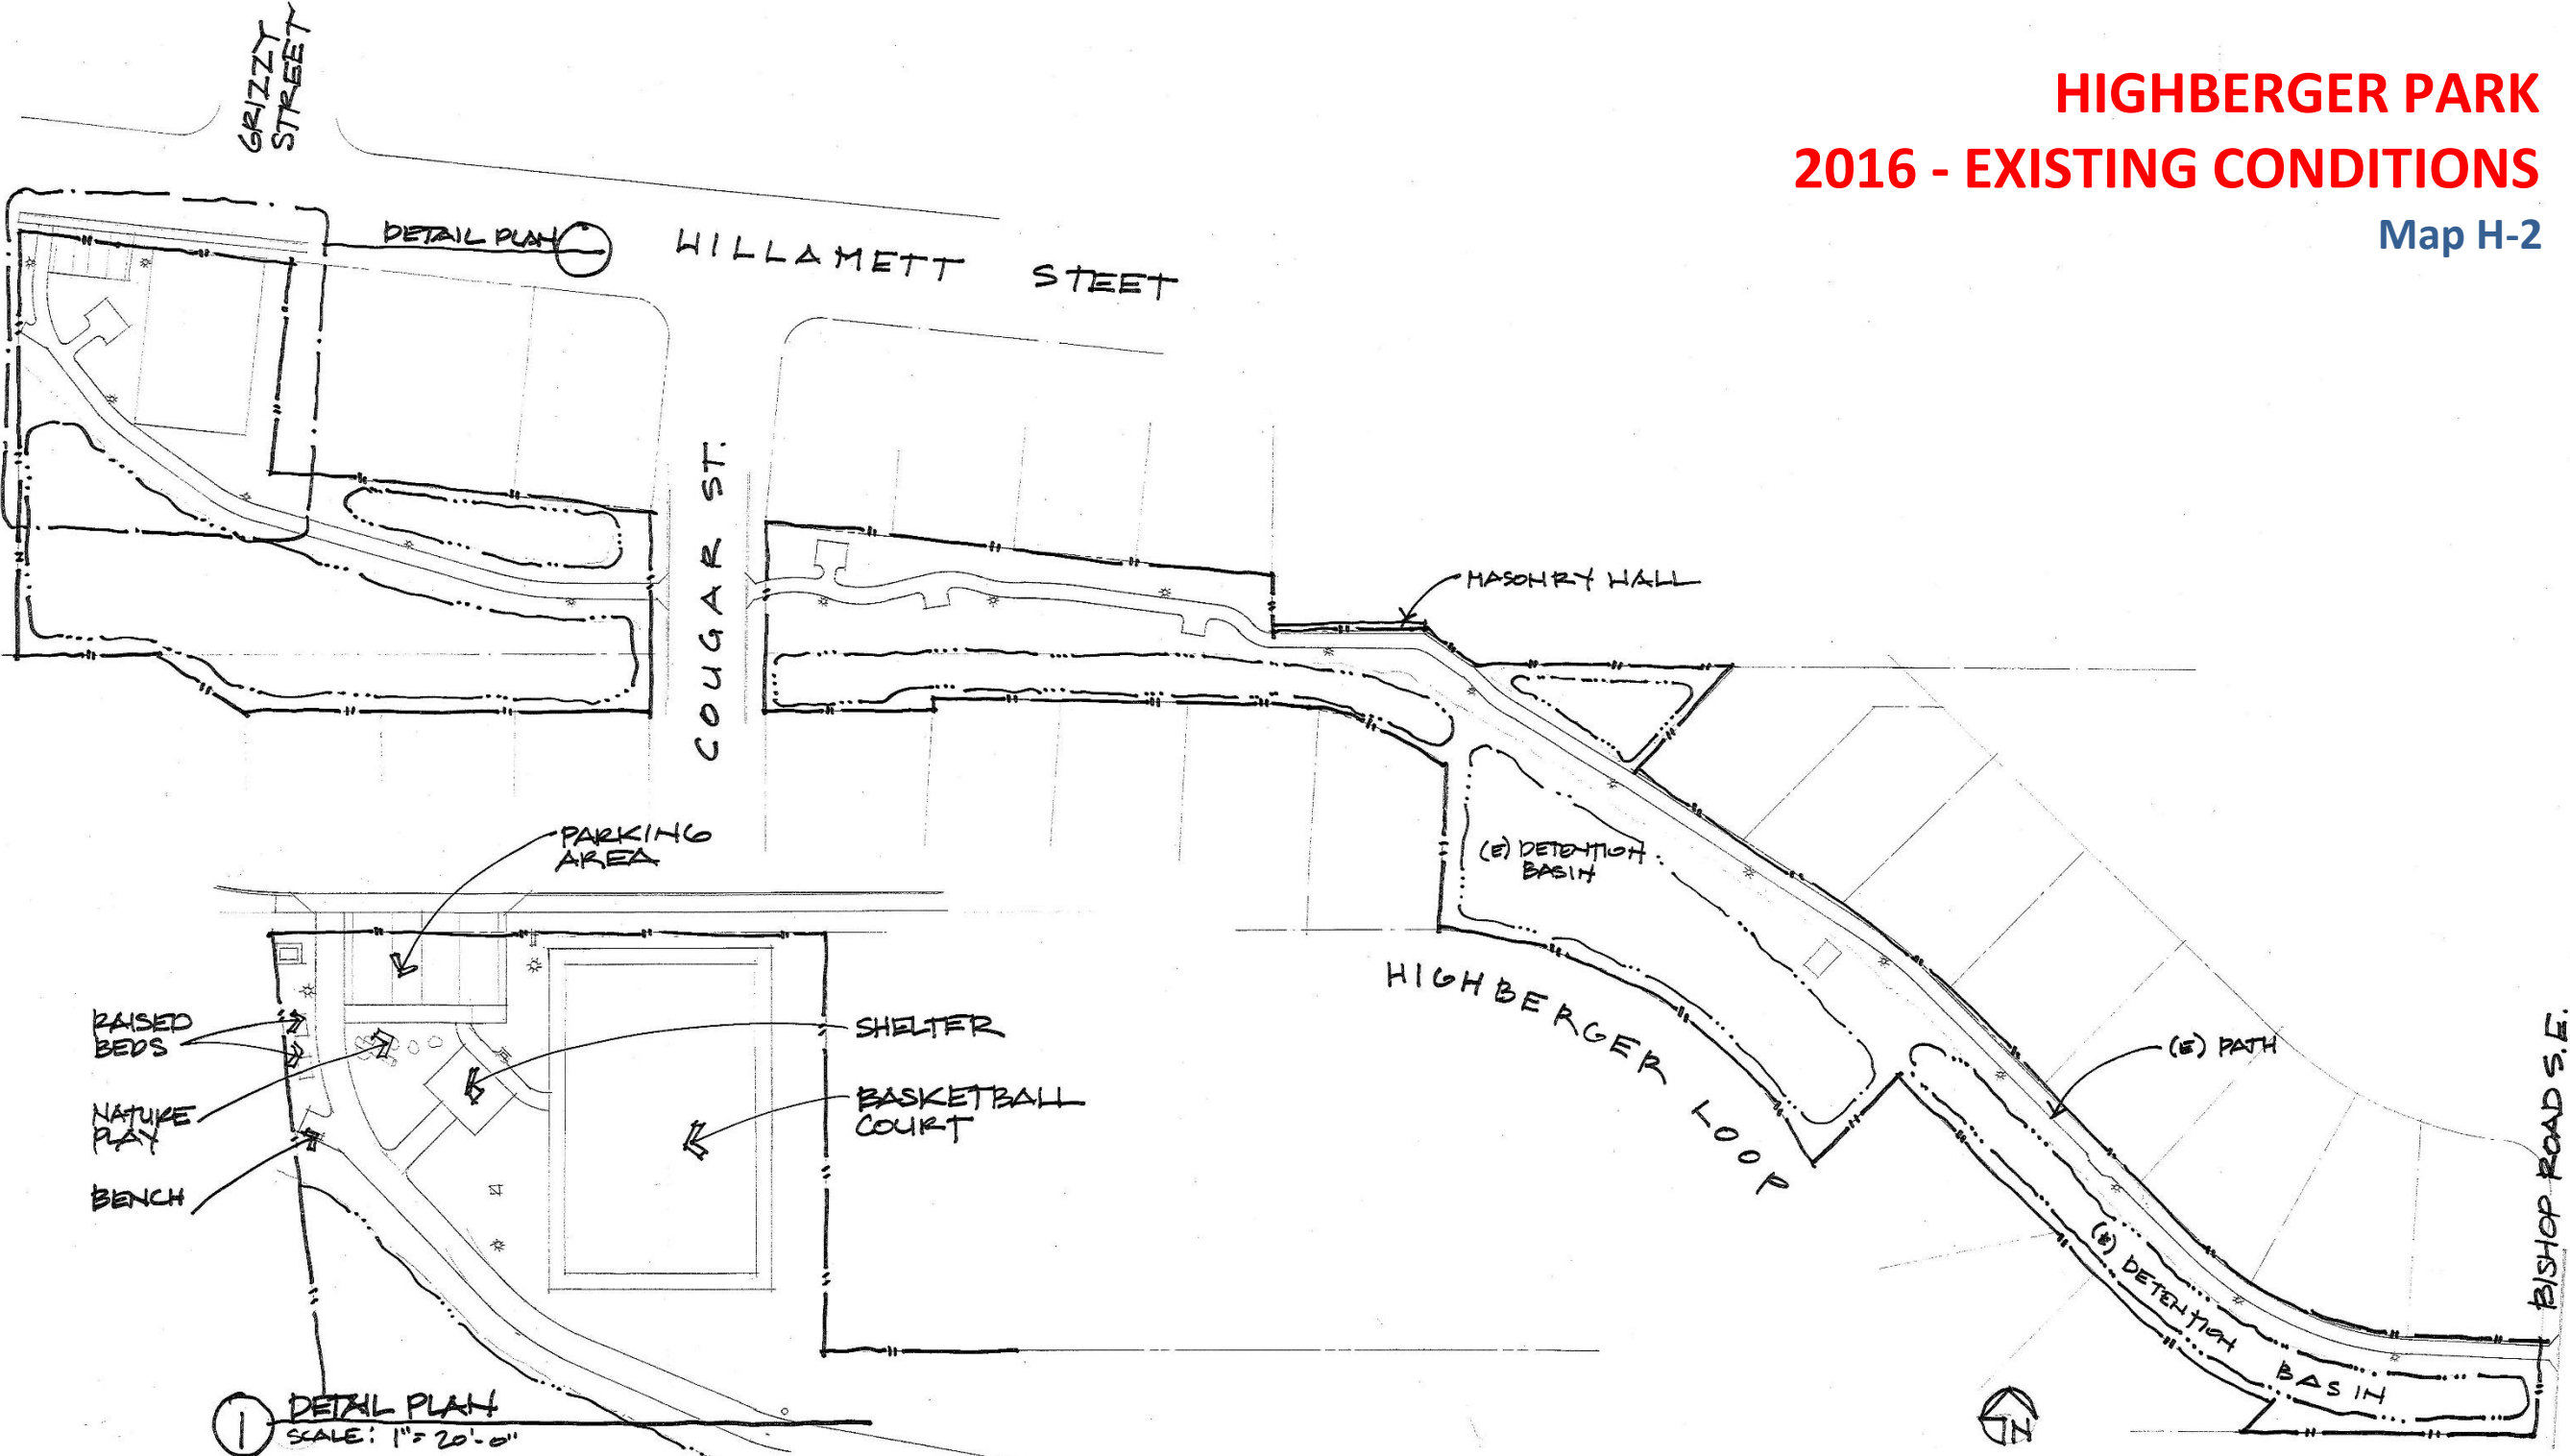 HIGHBERGER PARK
2016 - EXISTING CONDITIONS
Map H-2
GRIZZY
STREET
DETAIL PLAN
WILLAMETT STEET
COUGAR ST.
MASONRY WALL
PARKING
AREA
(E) DETENTION
BASIN
HIGHBERGER LOOP
RAISED
BEDS
SHELTER
(E) PATH
NATURE
PLAY
BASKETBALL
COURT
BENCH
BISHOP ROAD S.E.
(E) DETENTION
BASIN
1
DETAIL PLAN
SCALE: 1"= 20'-0"
N